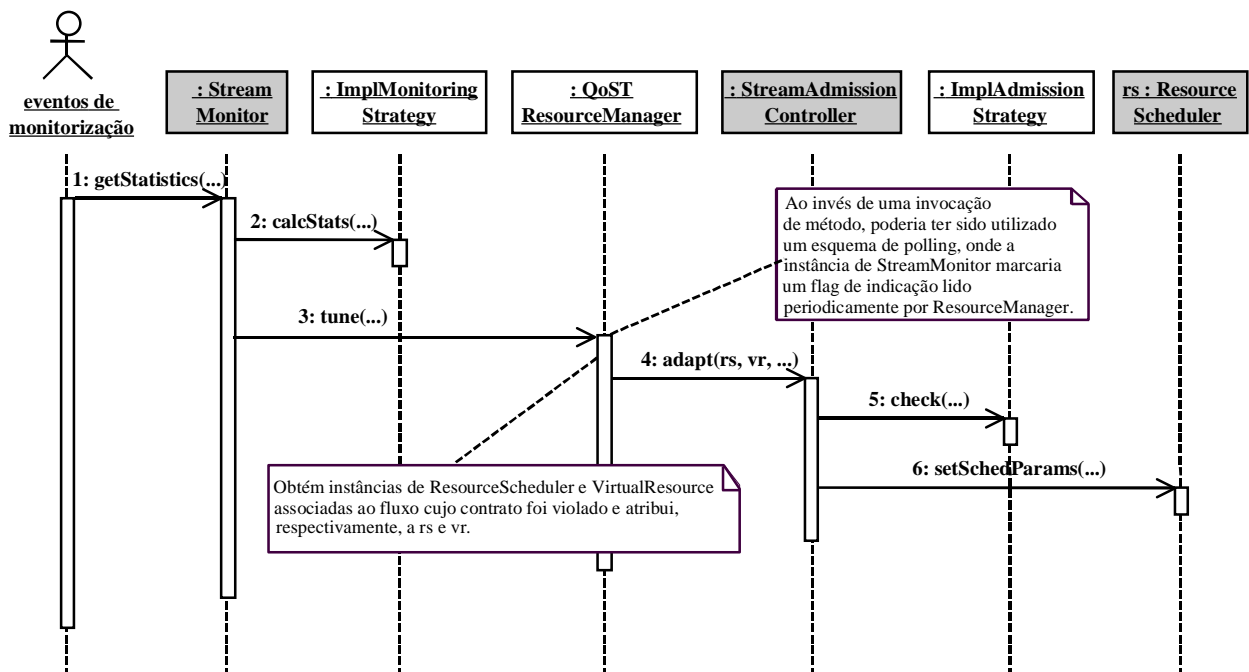 eventos de
monitorização
: Stream
Monitor
: ImplMonitoring
Strategy
: QoST
ResourceManager
: StreamAdmission
Controller
: ImplAdmission
Strategy
rs : Resource
Scheduler
1: getStatistics(...)
2: calcStats(...)
Ao invés de uma invocação
de método, poderia ter sido utilizado
um esquema de polling, onde a
instância de StreamMonitor marcaria
um flag de indicação lido
periodicamente por ResourceManager.
3: tune(...)
4: adapt(rs, vr, ...)
5: check(...)
6: setSchedParams(...)
Obtém instâncias de ResourceScheduler e VirtualResource
associadas ao fluxo cujo contrato foi violado e atribui,
respectivamente, a rs e vr.